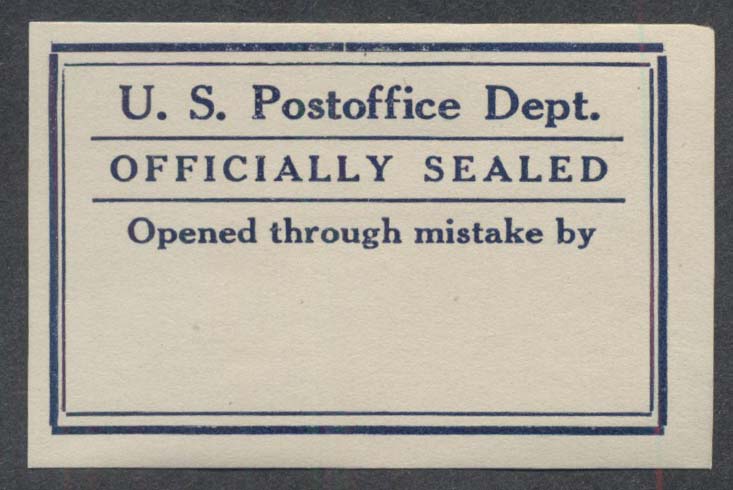 U. S. Postoffice Dept.
OFFICIALLY SEALED
Opened through mistake by